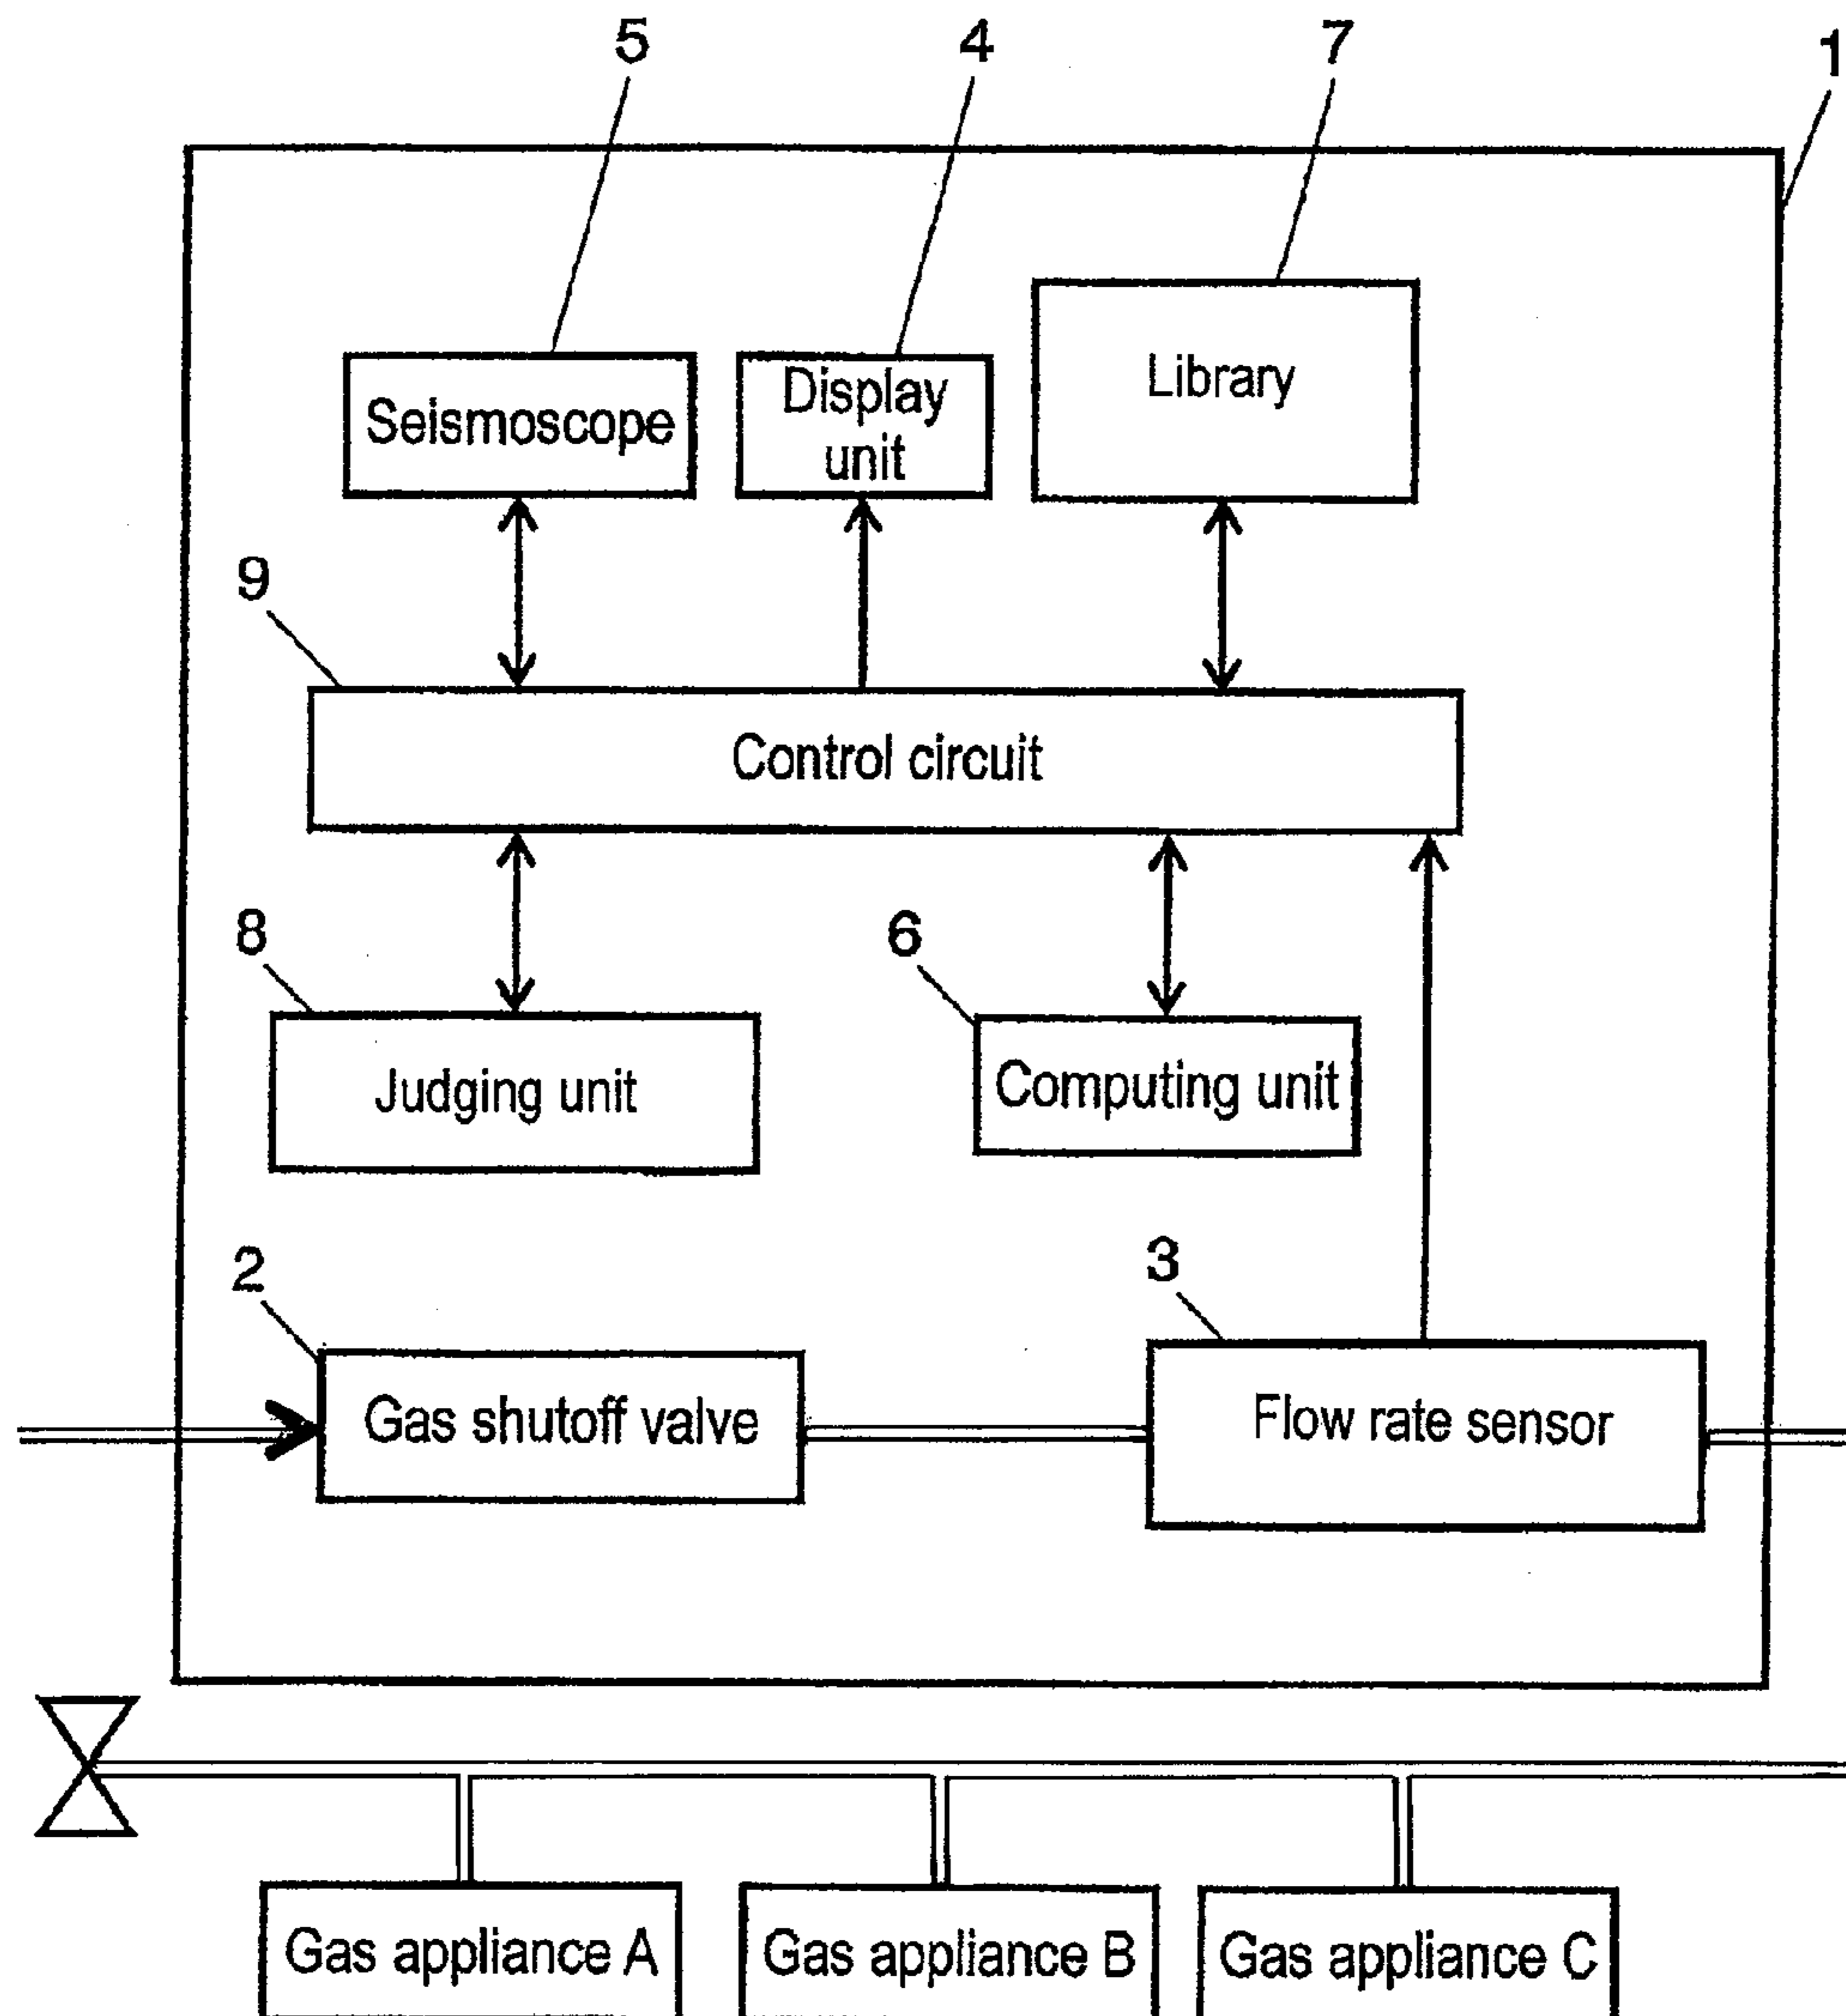 5 4 7 1
Seismoscope
Display
unit
Library
9
Control circuit
8
Judging unit
6
Computing unit
2
Gas shutoff valve
3
Flow rate sensor
Gas appliance A
Gas appliance B
Gas appliance C